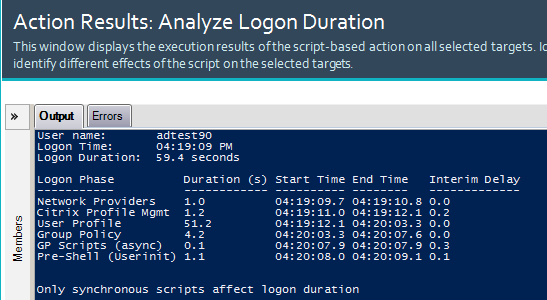 Action Results: Analyze Logon Duration
This window displays the execution results of the script-based action on all selected targets.
identify different effects of the script on the selected targets.
»
Output
Errors
Members
User name: adtest90
Logon Time: 04:19:09 PM
Logon Duration: 59.4 seconds
Logon Phase Duration (s) Start Time End Time Interim Delay
----------- ------------ ---------- -------- -------------
Network Providers 1.0 04:19:09.7 04:19:10.8 0.0
Citrix Profile Mgmt 1.2 04:19:11.0 04:19:12.1 0.2
User Profile 51.2 04:19:12.1 04:20:03.3 0.0
Group Policy 4.2 04:20:03.3 04:20:07.6 0.0
GP Scripts (async) 0.1 04:20:07.9 04:20:07.9 0.3
Pre-Shell (Userinit) 1.1 04:20:08.0 04:20:09.1 0.1
Only synchronous scripts affect logon duration